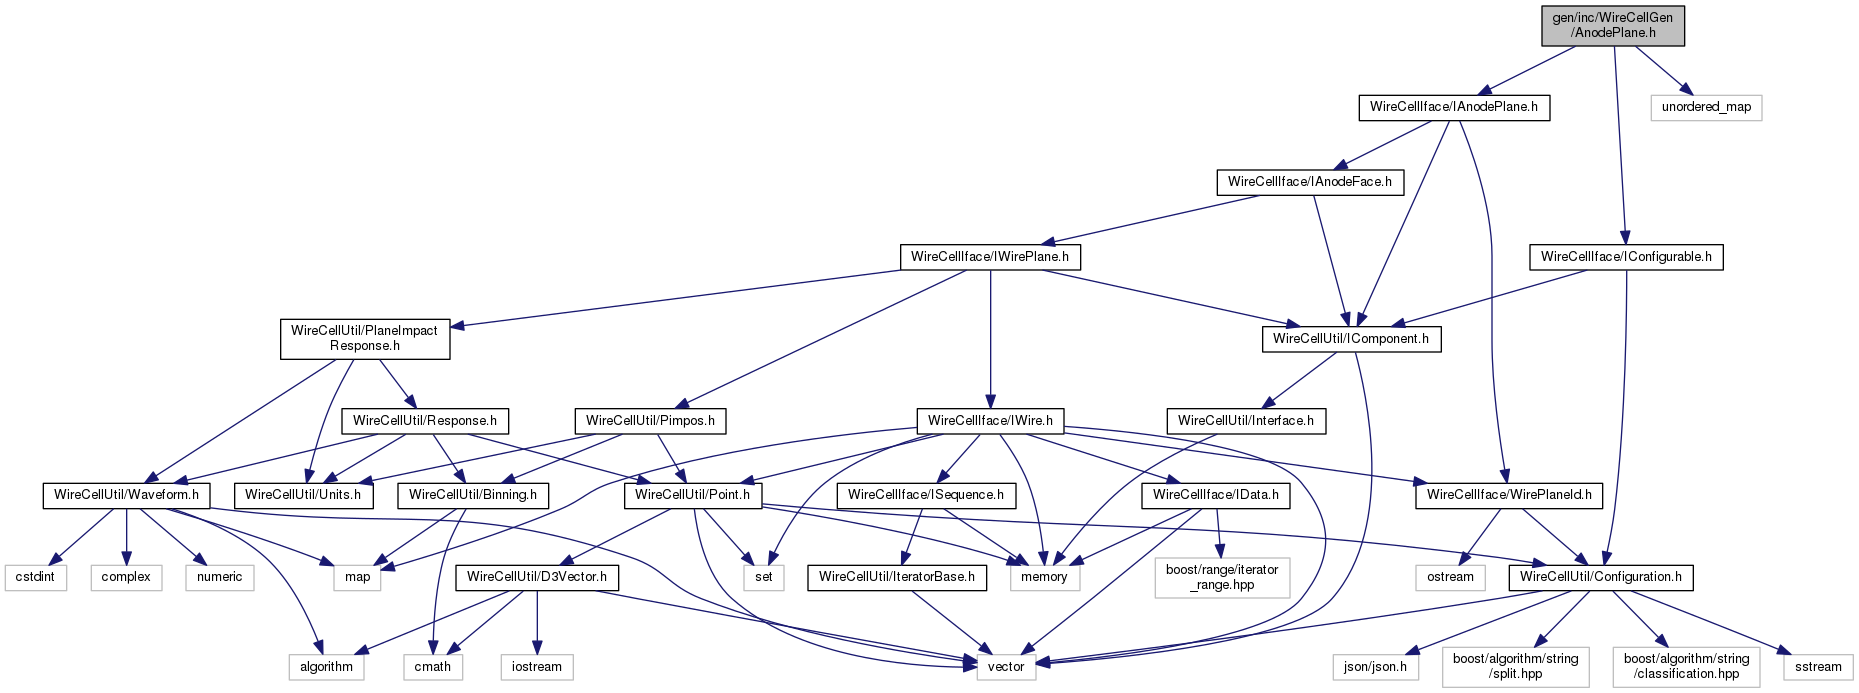 gen/inc/WireCellGen
/AnodePlane.h
WireCellIface/IAnodePlane.h
unordered_map
WireCellIface/IAnodeFace.h
WireCellIface/IWirePlane.h
WireCellIface/IConfigurable.h
WireCellUtil/PlaneImpact
Response.h
WireCellUtil/IComponent.h
WireCellUtil/Response.h
WireCellUtil/Pimpos.h
WireCellIface/IWire.h
WireCellUtil/Interface.h
WireCellUtil/Waveform.h
WireCellUtil/Units.h
WireCellUtil/Binning.h
WireCellUtil/Point.h
WireCellIface/ISequence.h
WireCellIface/IData.h
WireCellIface/WirePlaneId.h
cstdint
complex
numeric
map
WireCellUtil/D3Vector.h
set
WireCellUtil/IteratorBase.h
memory
boost/range/iterator
_range.hpp
ostream
WireCellUtil/Configuration.h
algorithm
cmath
iostream
vector
json/json.h
boost/algorithm/string
/split.hpp
boost/algorithm/string
/classification.hpp
sstream